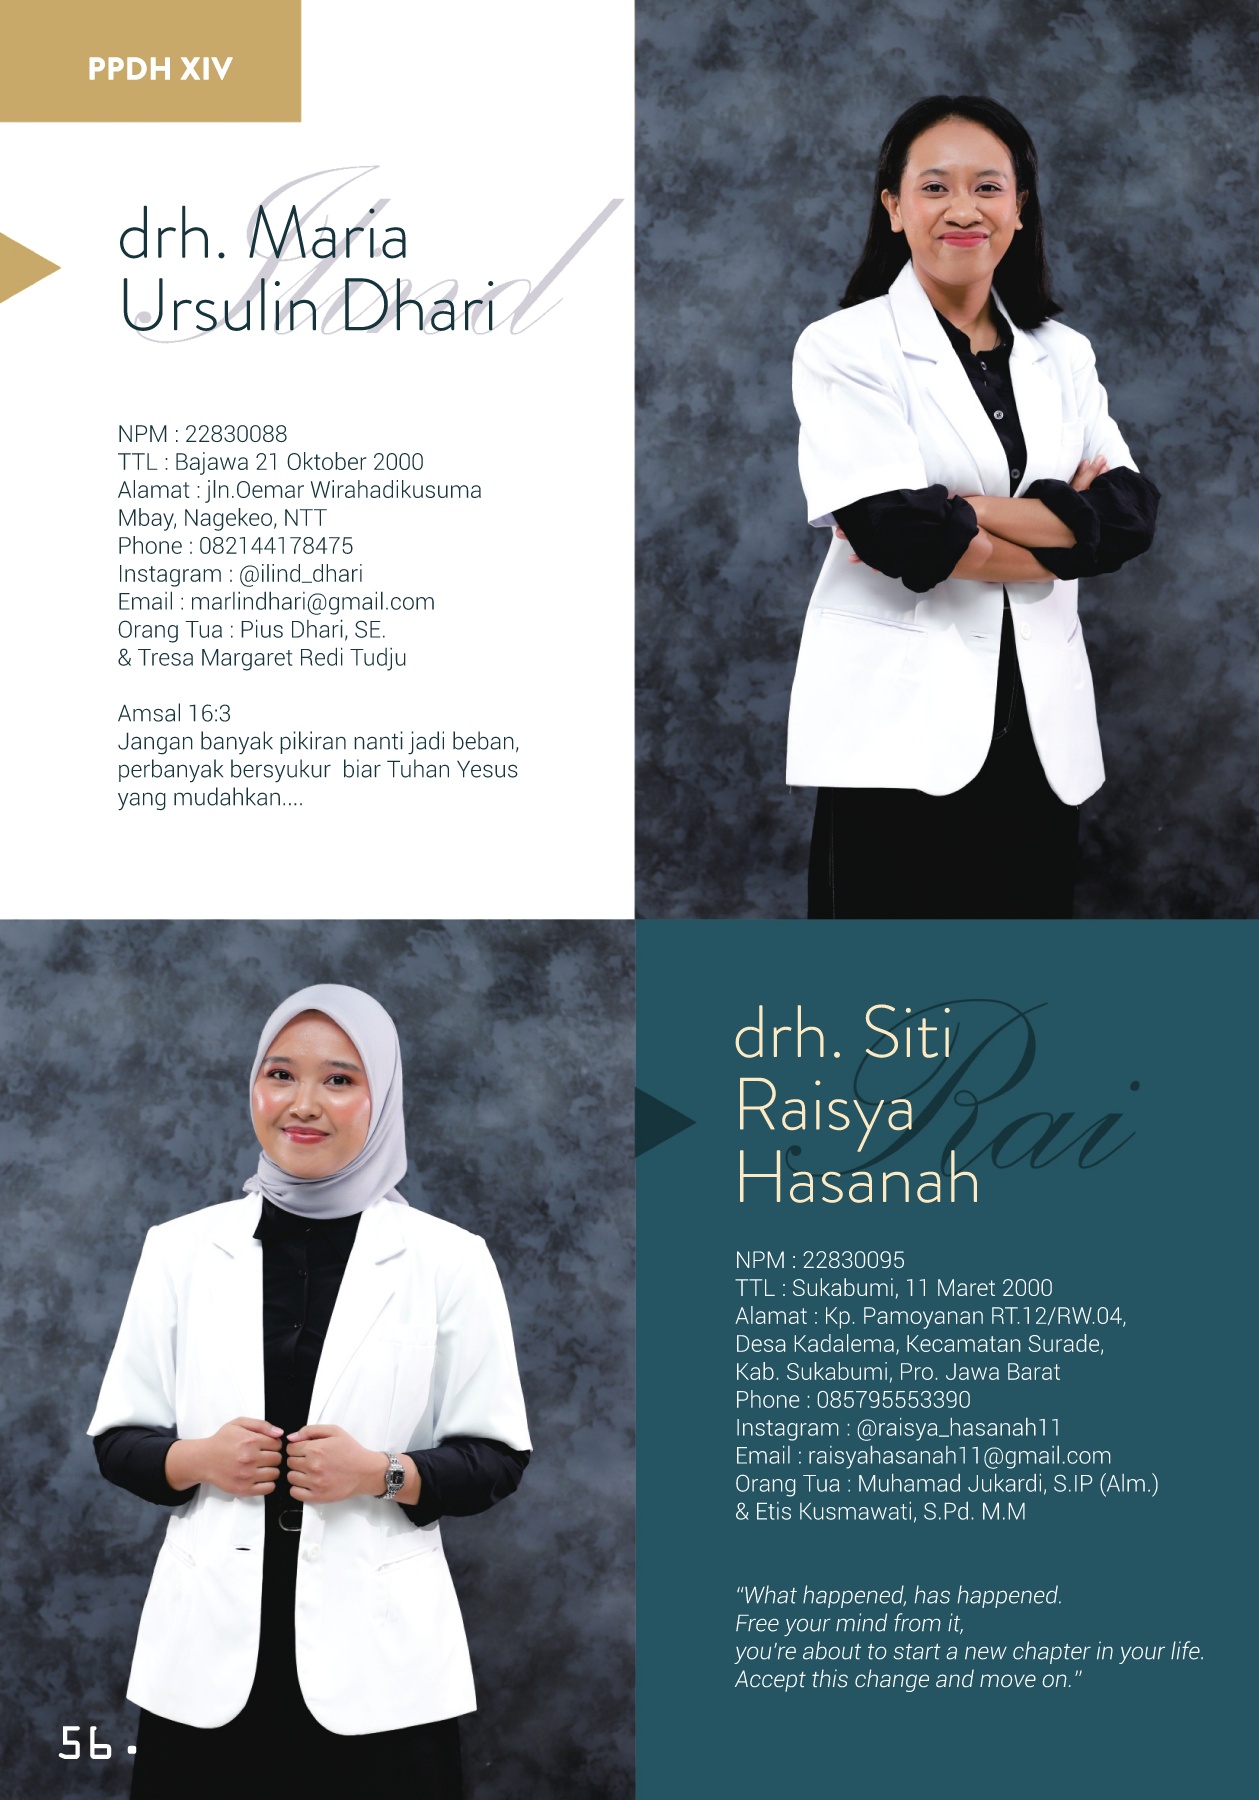 PPDH XIV
Ilind
drh. Maria
Ursulin Dhari
NPM : 22830088
TTL : Bajawa 21 Oktober 2000
Alamat : jln.Oemar Wirahadikusuma
Mbay, Nagekeo, NTT
Phone : 082144178475
Instagram : @ilind_dhari
Email : marlindhari@gmail.com
Orang Tua : Pius Dhari, SE.
& Tresa Margaret Redi Tudju
Amsal 16:3
Jangan banyak pikiran nanti jadi beban,
perbanyak bersyukur  biar Tuhan Yesus
yang mudahkan....
Rai
drh. Siti
Raisya
Hasanah
NPM : 22830095
TTL : Sukabumi, 11 Maret 2000
Alamat : Kp. Pamoyanan RT.12/RW.04,
Desa Kadalema, Kecamatan Surade,
Kab. Sukabumi, Pro. Jawa Barat
Phone : 085795553390
Instagram : @raisya_hasanah11
Email : raisyahasanah11@gmail.com
Orang Tua : Muhamad Jukardi, S.IP (Alm.)
& Etis Kusmawati, S.Pd. M.M
“What happened, has happened.
Free your mind from it,
you're about to start a new chapter in your life.
Accept this change and move on.”
56.